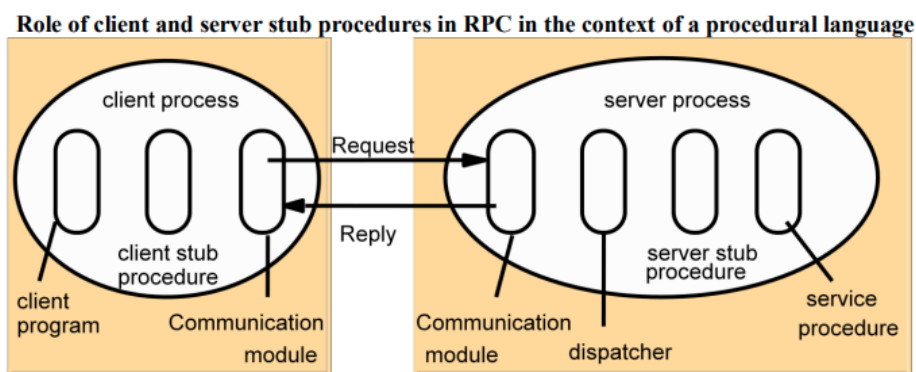 Role of client and server stub procedures in RPC in the context of a procedural language
client process
server process
Request
Reply
client stub
procedure
server stub
procedure
client
program
service
procedure
Communication
module
Communication
module
dispatcher